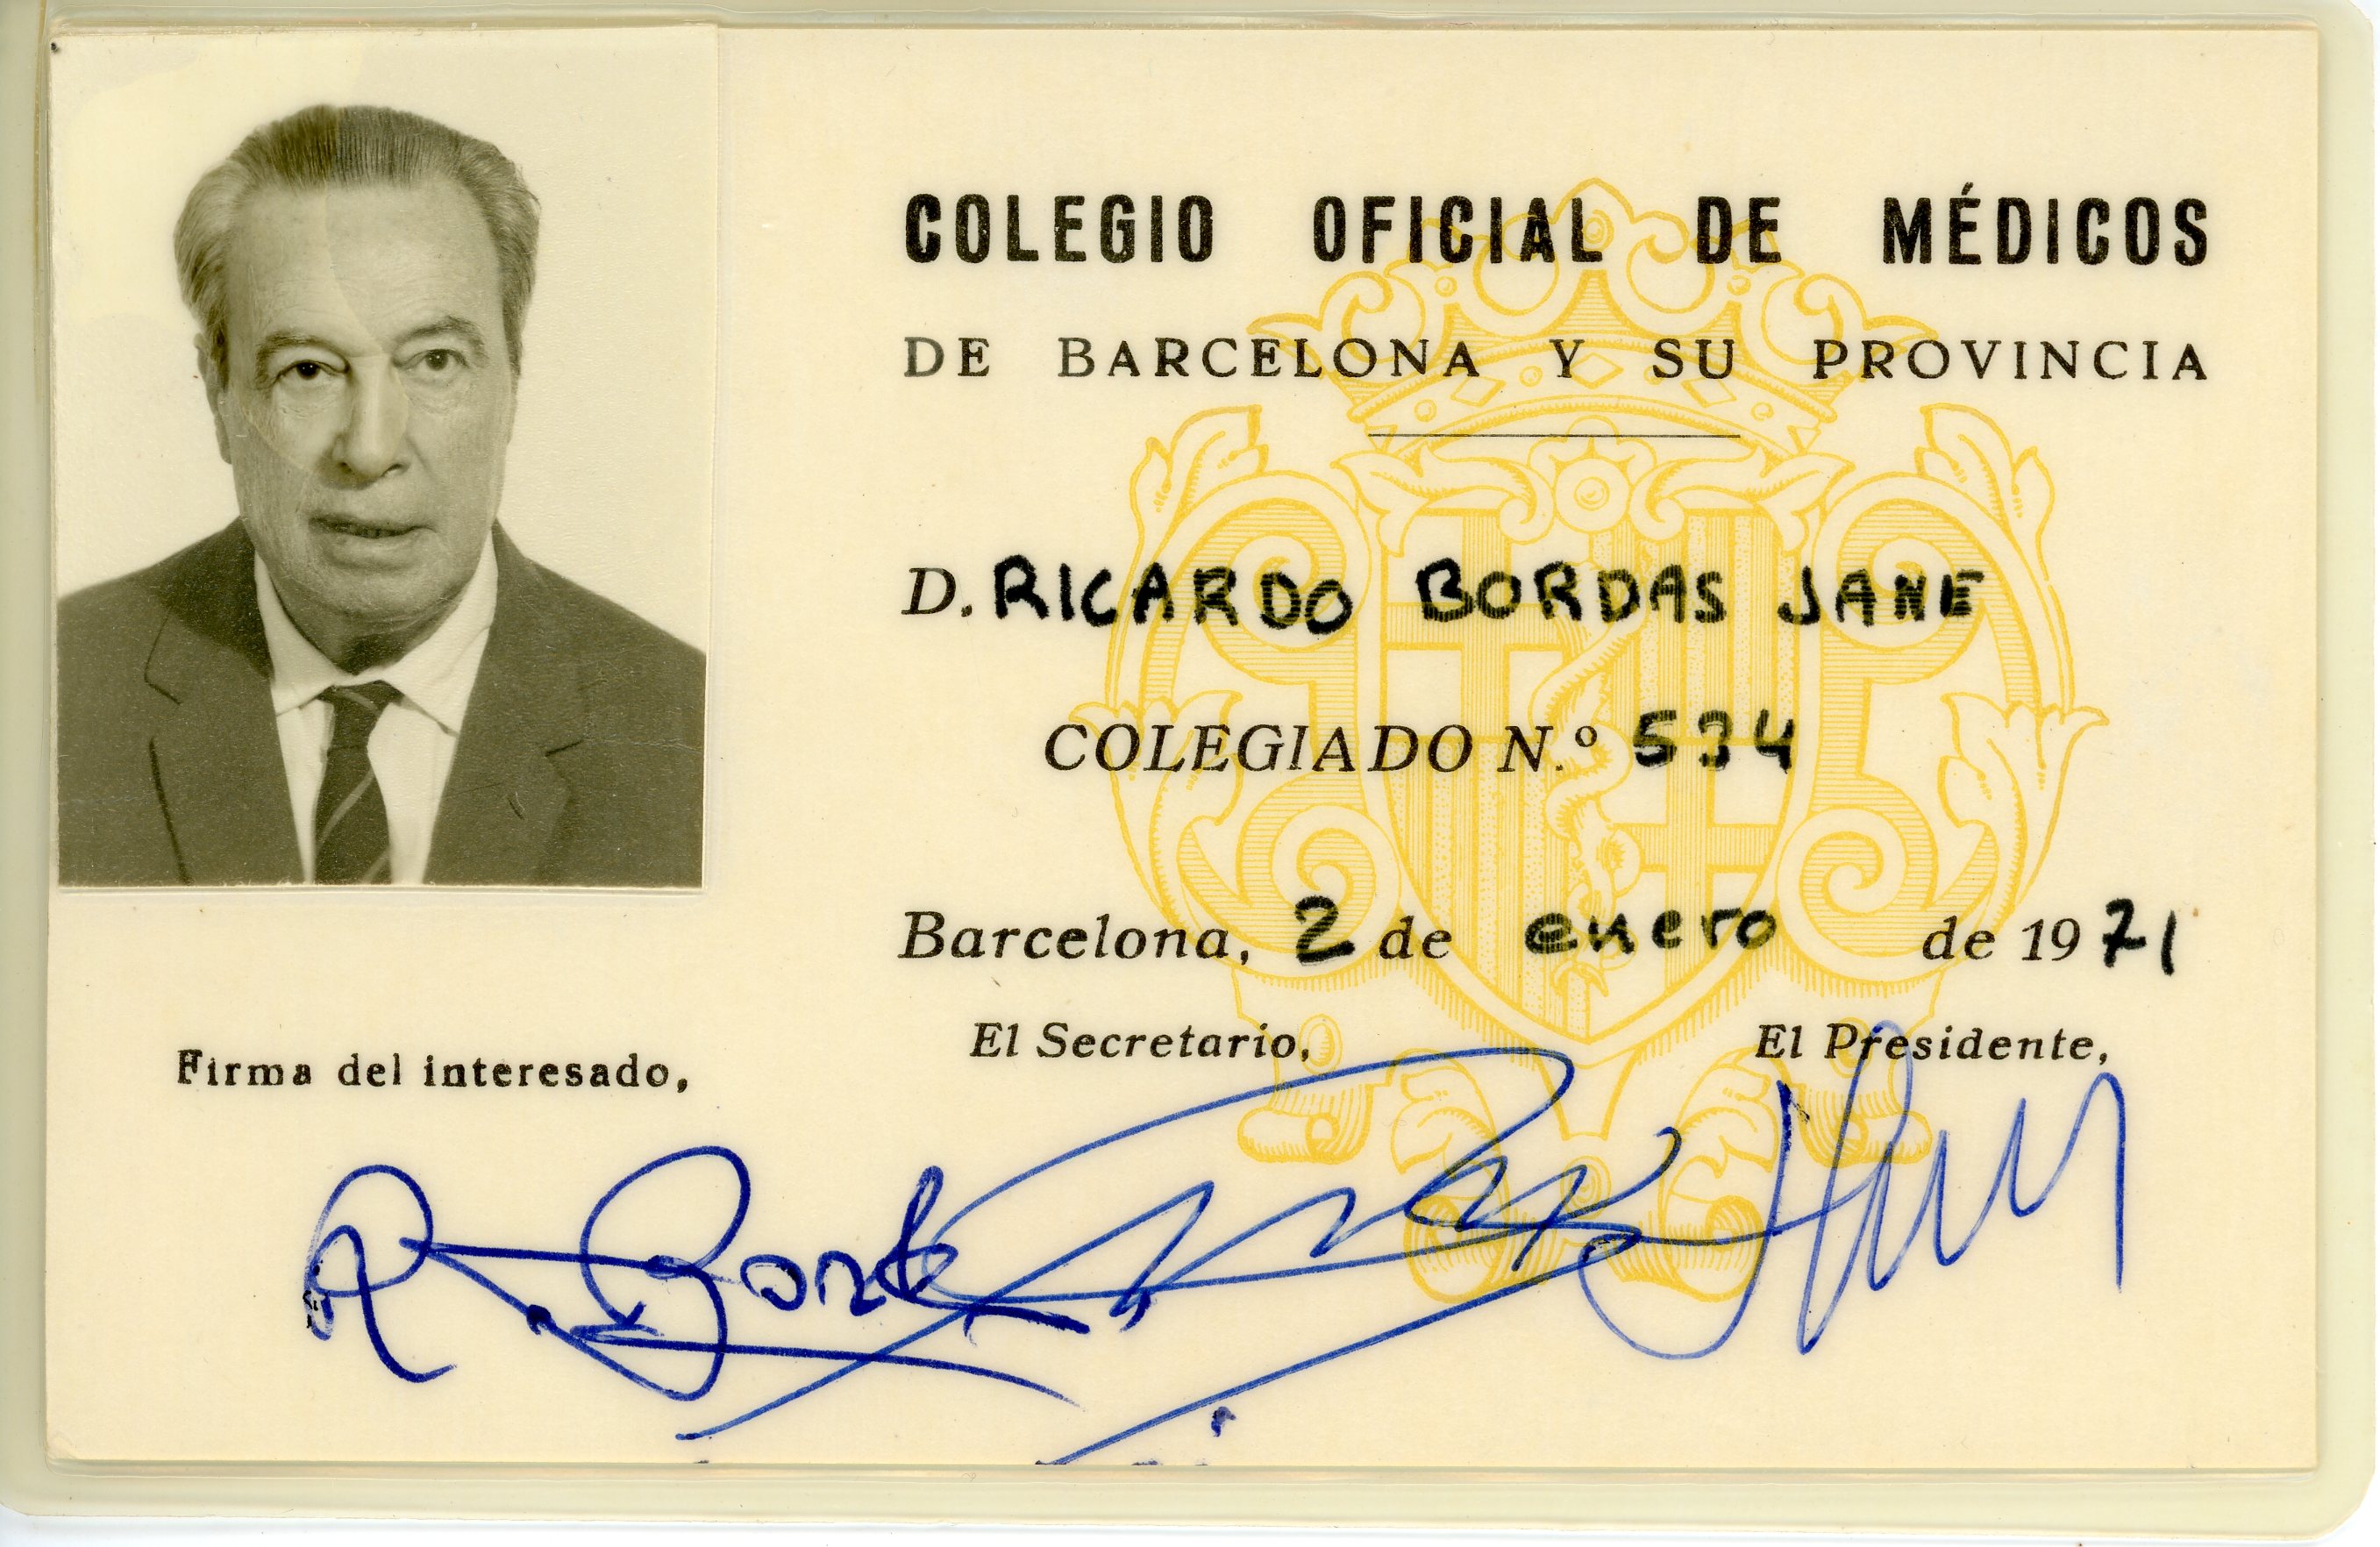 COLEGIO OFICIAL DE MÉDICOS
DE BARCELONA Y SU PROVINCIA
D. RICARDO BORDAS JANE
COLEGIADO N.º 534
Barcelona, 2 de enero de 1971
El Secretario, El Presidente,
Firma del interesado,